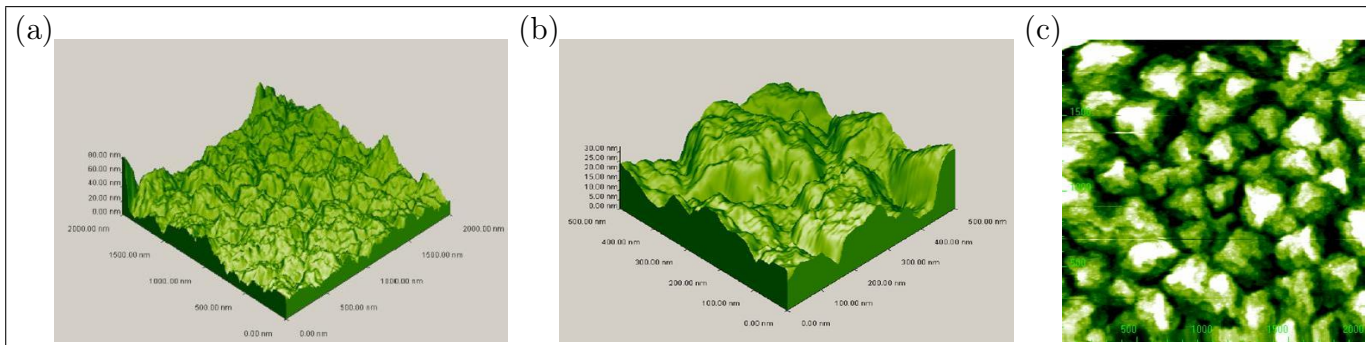 (a)
80.00 nm
60.00 nm
40.00 nm
20.00 nm
0.00 nm
2000.00 nm
1500.00 nm
1000.00 nm
500.00 nm
0.00 nm
0.00 nm
500.00 nm
1000.00 nm
1500.00 nm
2000.00 nm
(b)
30.00 nm
25.00 nm
20.00 nm
15.00 nm
10.00 nm
5.00 nm
0.00 nm
500.00 nm
400.00 nm
300.00 nm
200.00 nm
100.00 nm
0.00 nm
0.00 nm
100.00 nm
200.00 nm
300.00 nm
400.00 nm
500.00 nm
(c)
1500
1000
500
500
1000
1500
2000